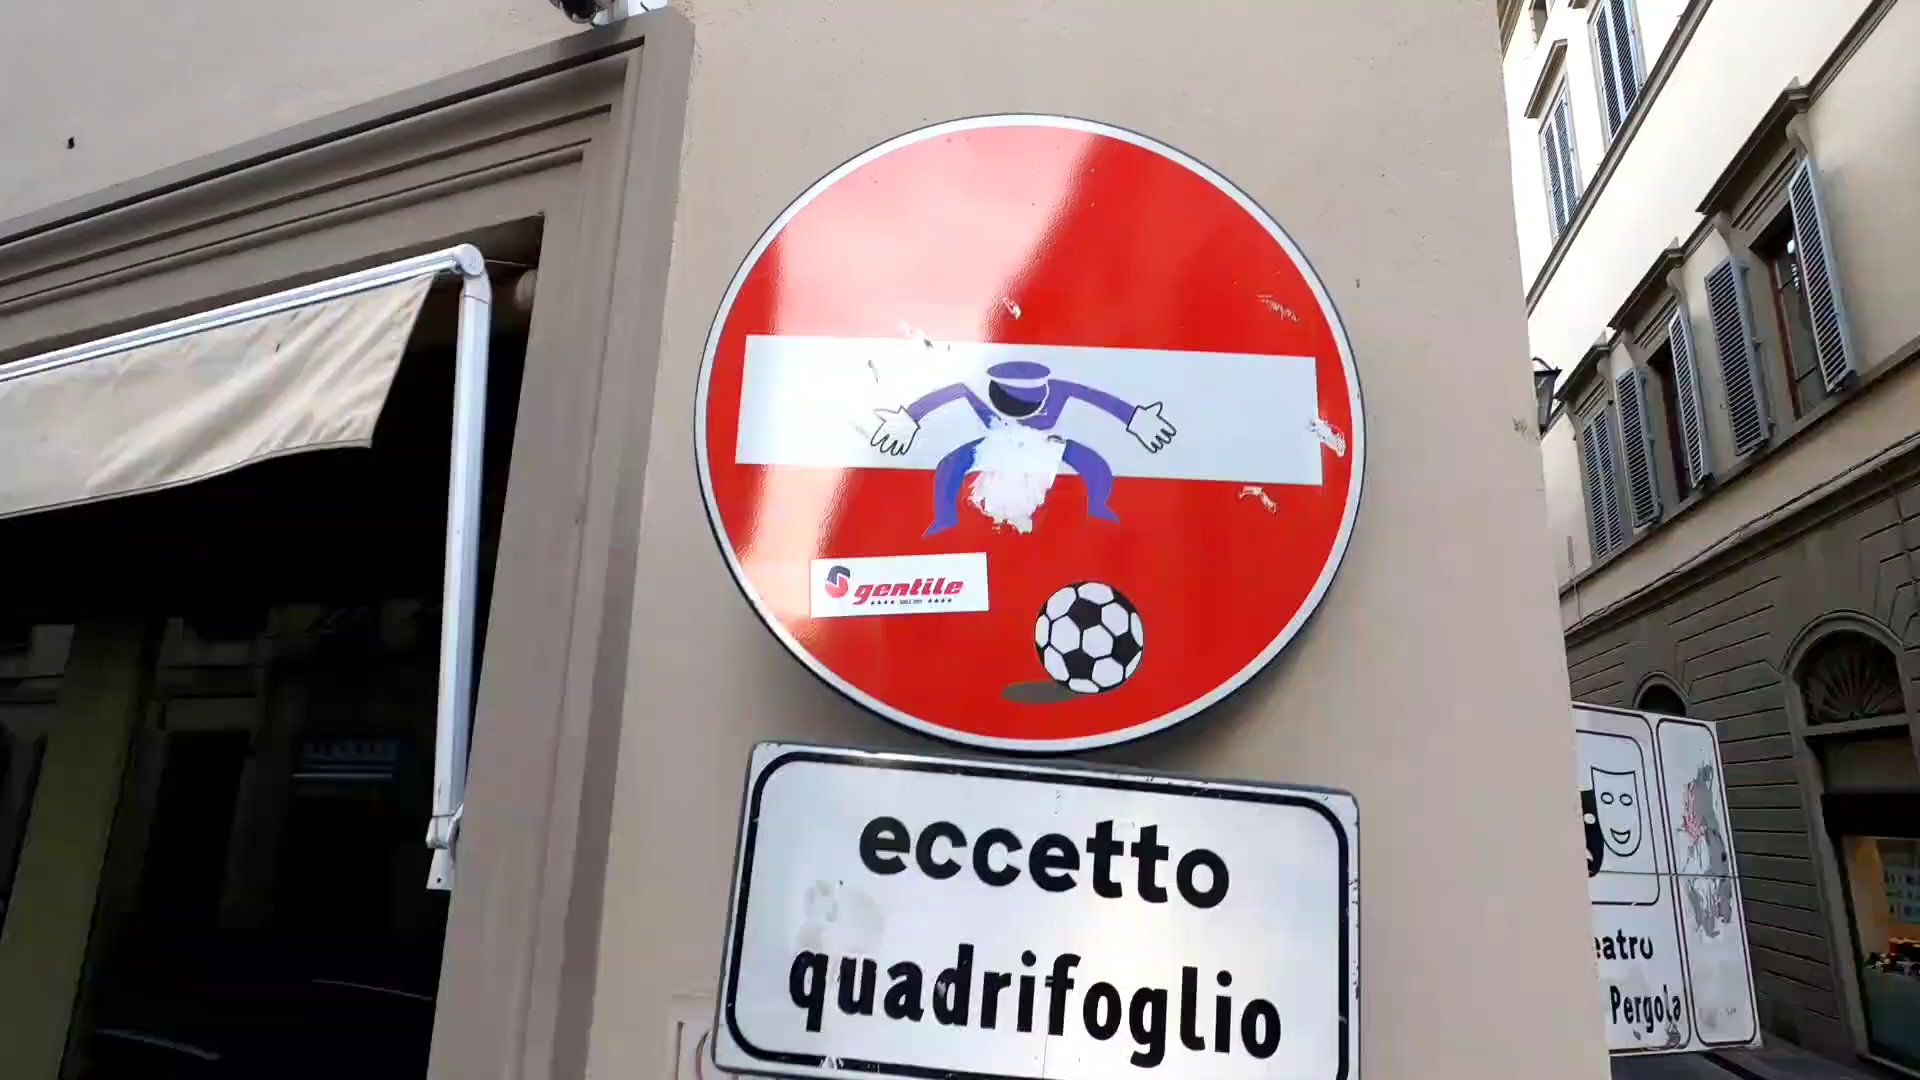 gentile
eccetto
quadrifoglio
eatro
Pergola